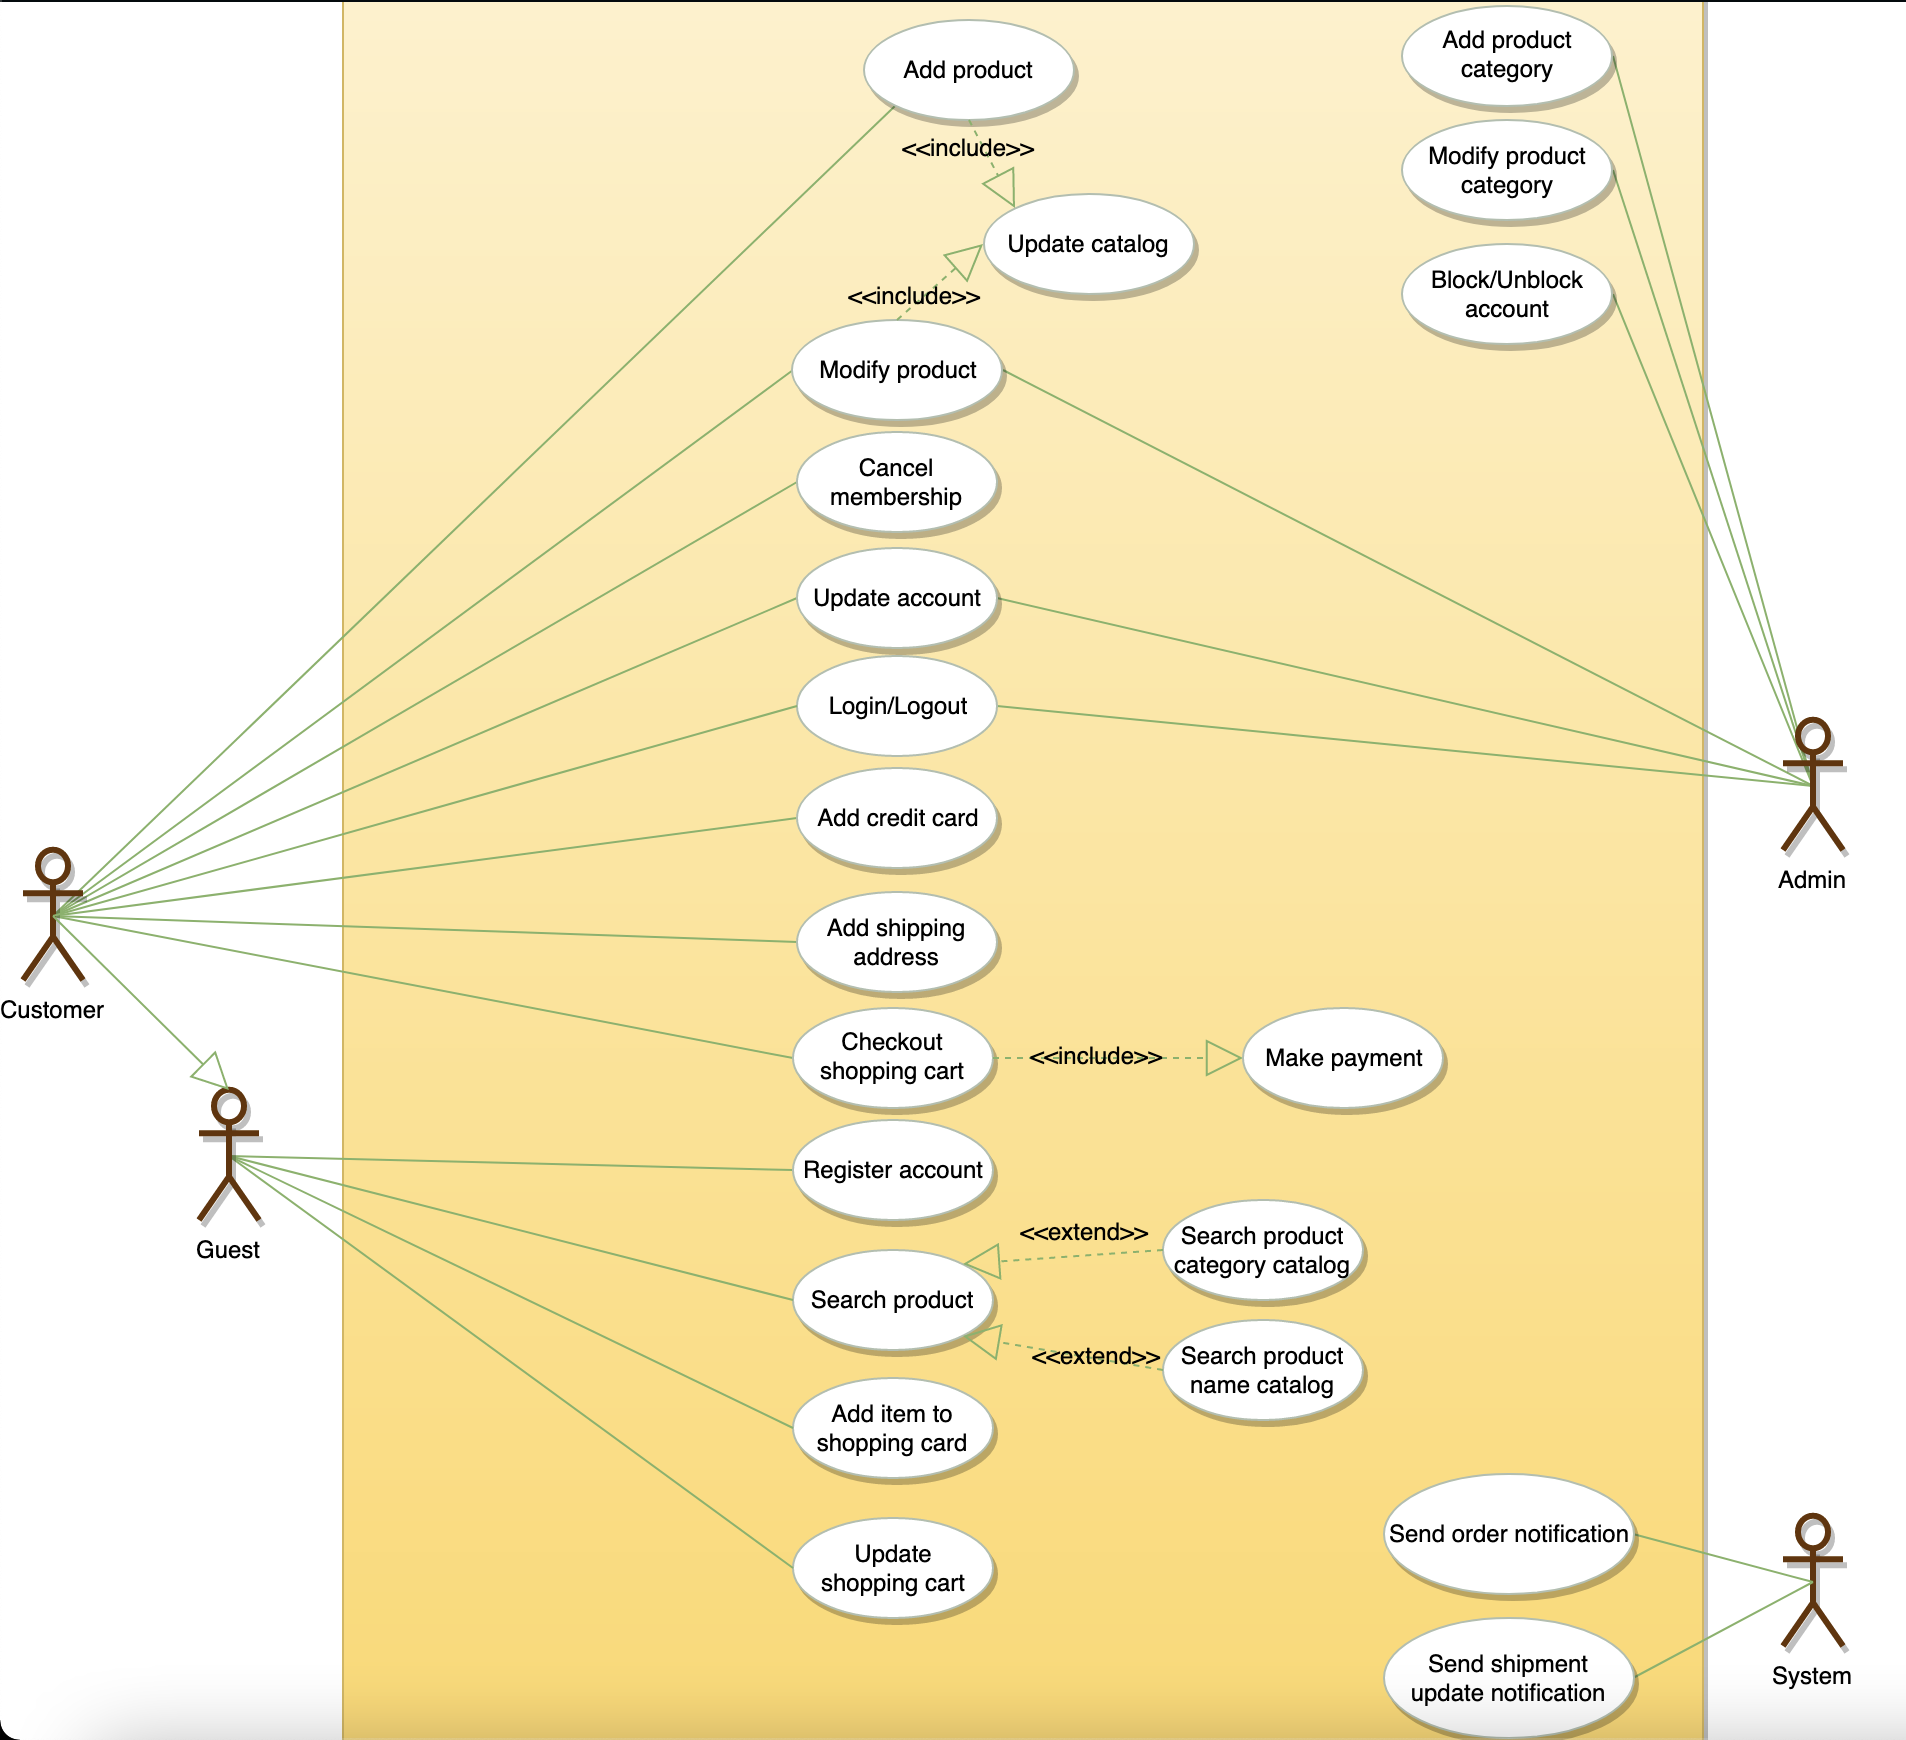 Add product
Add product
category
<<include>>
Modify product
category
Update catalog
Block/Unblock
account
<<include>>
Modify product
Cancel
membership
Update account
Login/Logout
Add credit card
Admin
Add shipping
address
Customer
Checkout
shopping cart
<<include>>
Make payment
Register account
Guest
<<extend>>
Search product
category catalog
Search product
<<extend>>
Search product
name catalog
Add item to
shopping card
Send order notification
Update
shopping cart
Send shipment
update notification
System